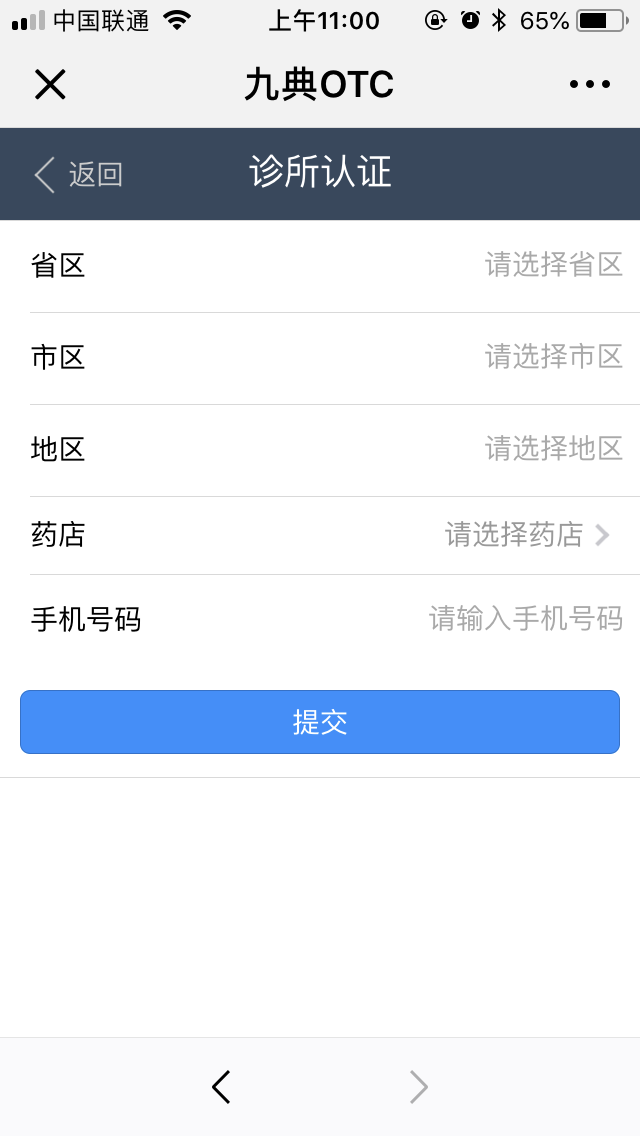 中国联通 上午11:00 65%
九典OTC
返回 诊所认证
省区 请选择省区
市区 请选择市区
地区 请选择地区
药店 请选择药店
手机号码 请输入手机号码
提交